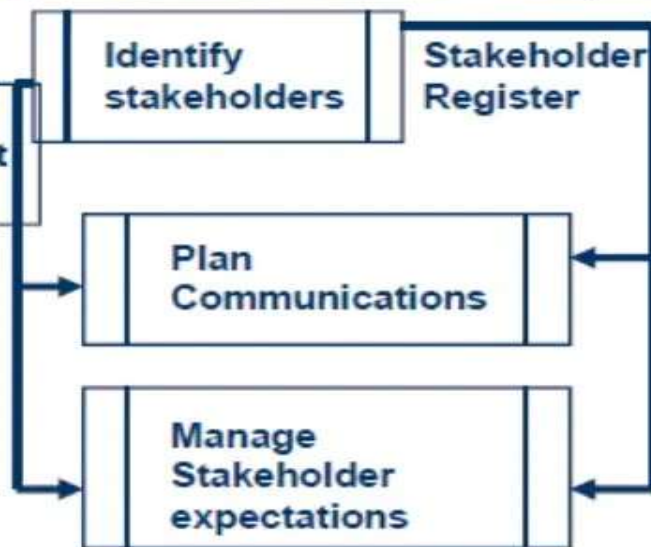 Identify
stakeholders
Stakeholder
Register
t
Plan
Communications
Manage
Stakeholder
expectations